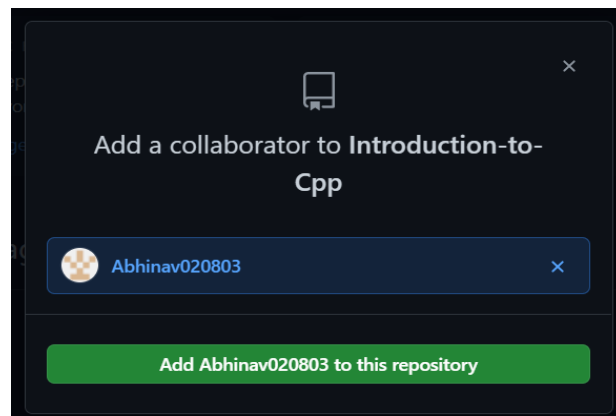 Add a collaborator to Introduction-to-
Cpp
Abhinav020803
Add Abhinav020803 to this repository